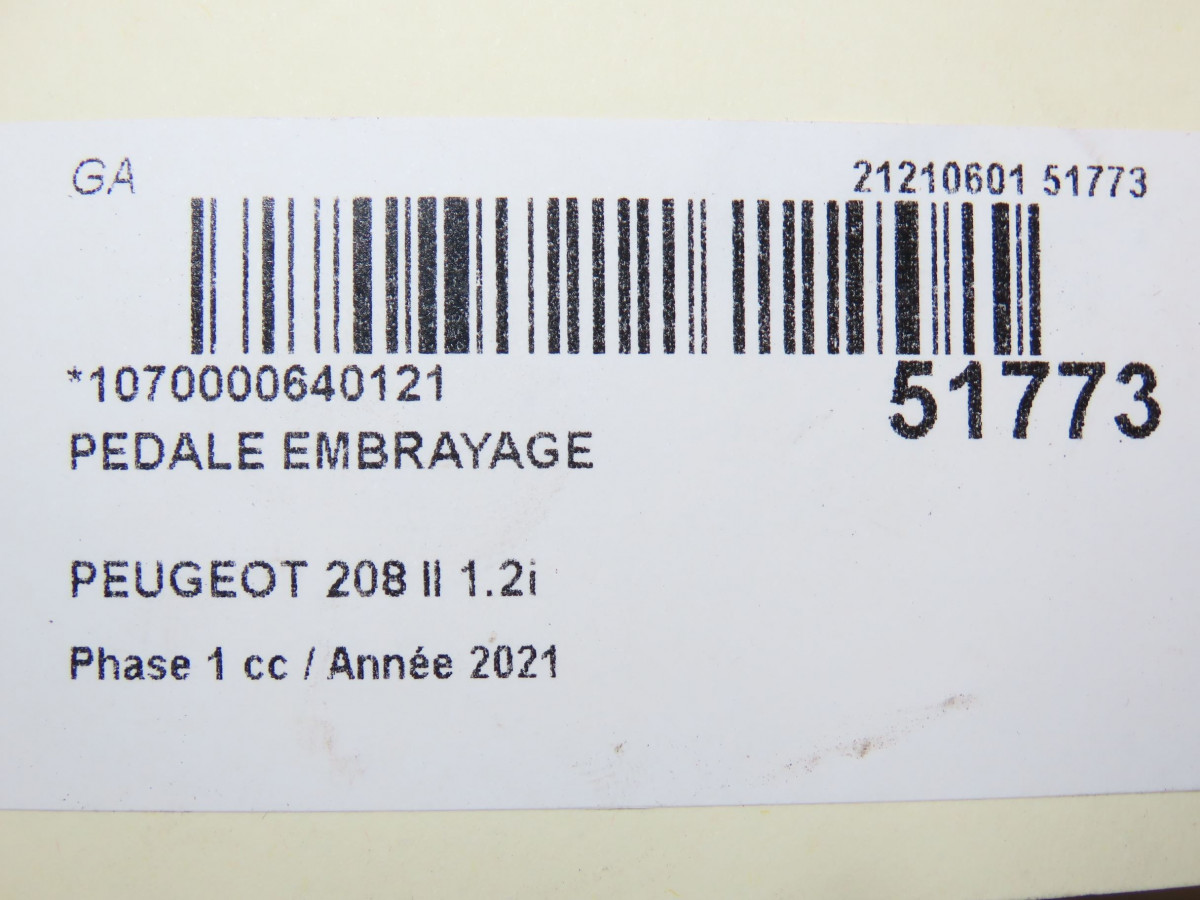 GA
21210601 51773
*1070000640121
51773
PEDALE EMBRAYAGE
PEUGEOT 208 II 1.2i
Phase 1 cc / Année 2021